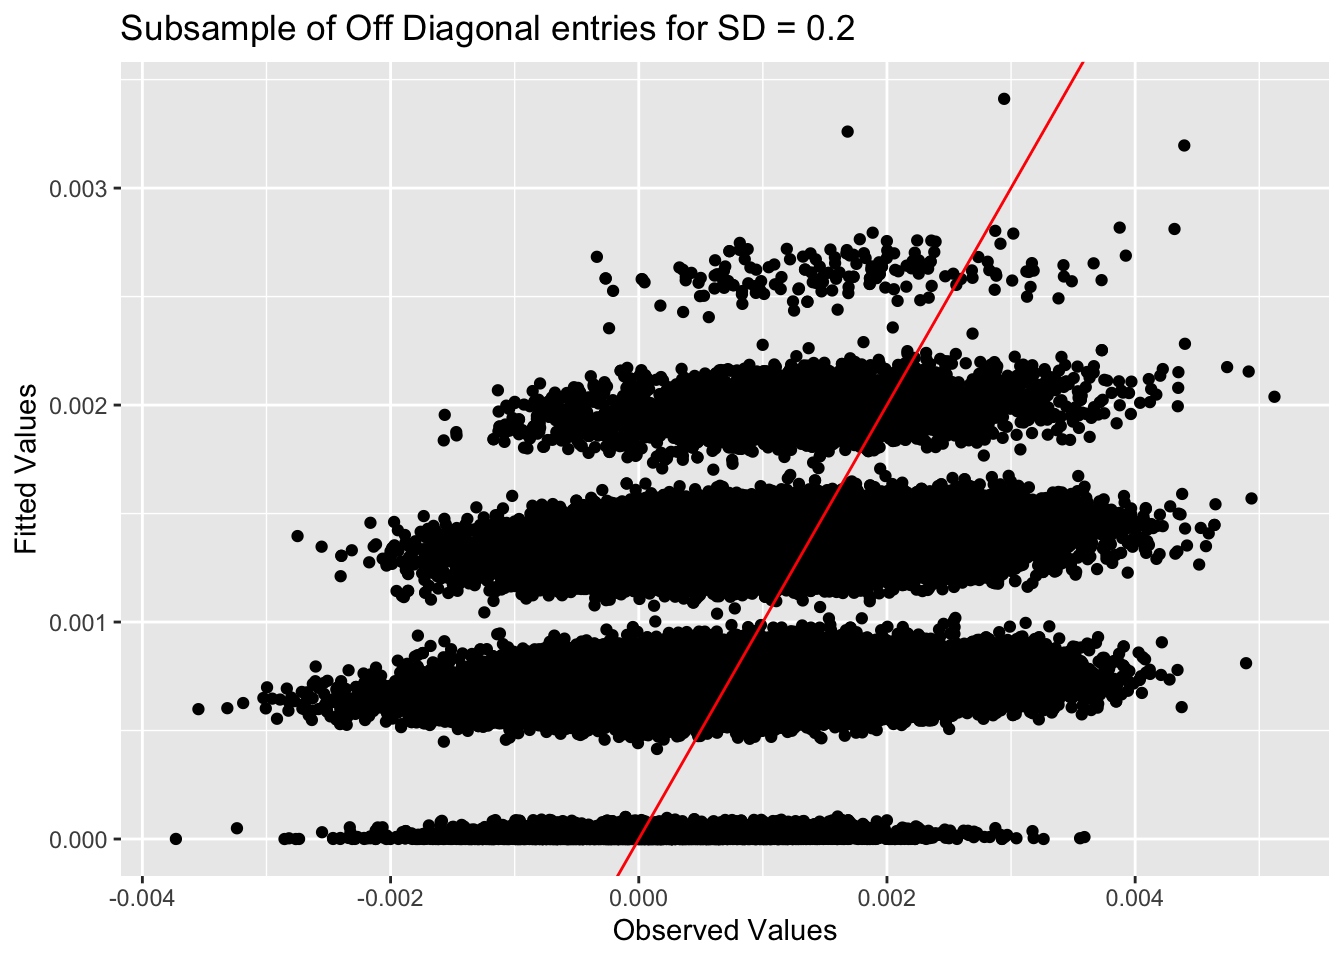 Subsample of Off Diagonal entries for SD = 0.2
Fitted Values
0.003
0.002
0.001
0.000
-0.004 -0.002 0.000 0.002 0.004
Observed Values